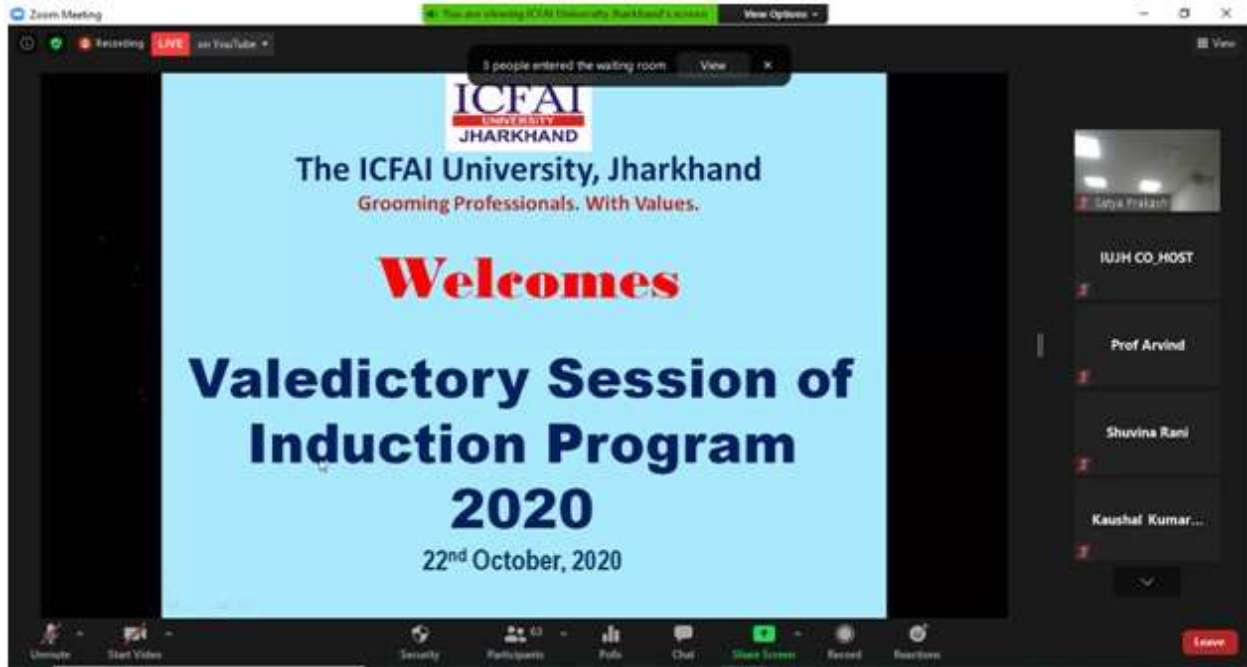 Zoom Meeting
You are viewing ICFAI University, Jharkhand's screen
View Options
Recording
LIVE
on YouTube
View
3 people entered the waiting room
View
ICFAI
UNIVERSITY
JHARKHAND
The ICFAI University, Jharkhand
Grooming Professionals. With Values.
Welcomes
Valedictory Session of
Induction Program
2020
22nd October, 2020
Satya Prakash
IUJH CO_HOST
Prof Arvind
Shuvina Rani
Kaushal Kumar...
Unmute
Start Video
Security
Participants
63
Polls
Chat
Share Screen
Record
Reactions
Leave